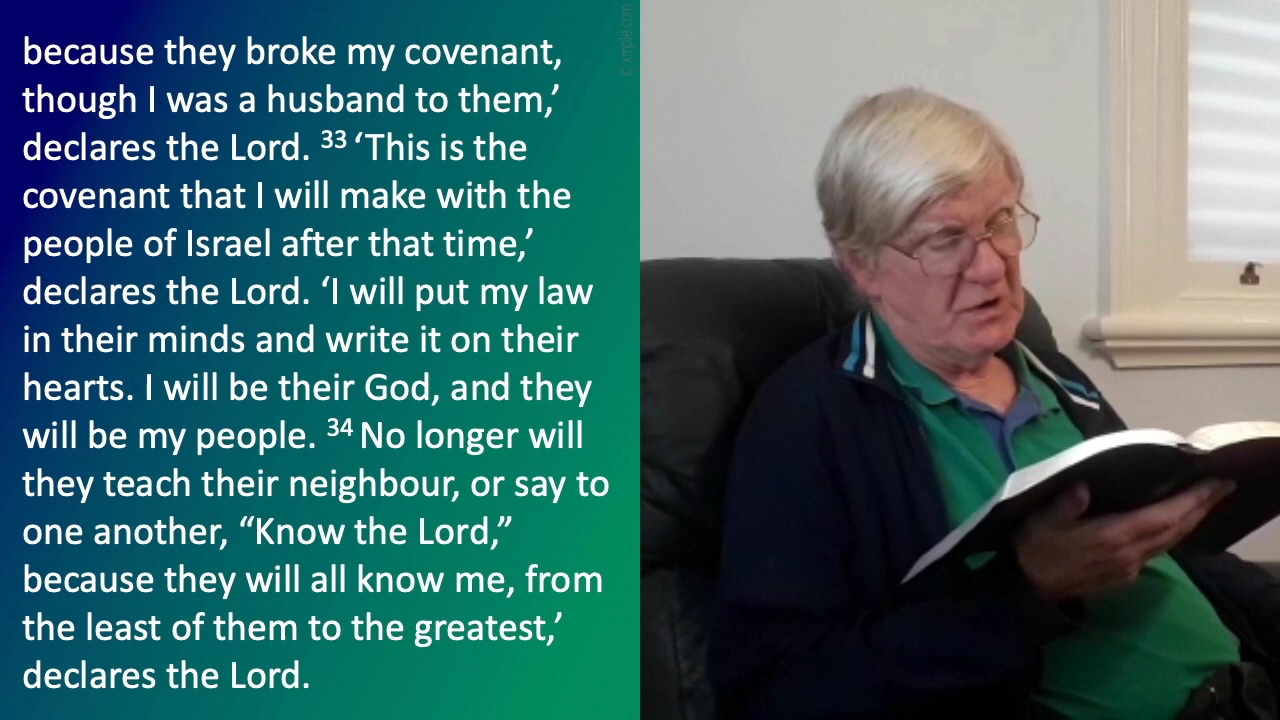 because they broke my covenant,
though I was a husband to them,’
declares the Lord. 33 ‘This is the
covenant that I will make with the
people of Israel after that time,’
declares the Lord. ‘I will put my law
in their minds and write it on their
hearts. I will be their God, and they
will be my people. 34 No longer will
they teach their neighbour, or say to
one another, “Know the Lord,”
because they will all know me, from
the least of them to the greatest,’
declares the Lord.
© xmple.com